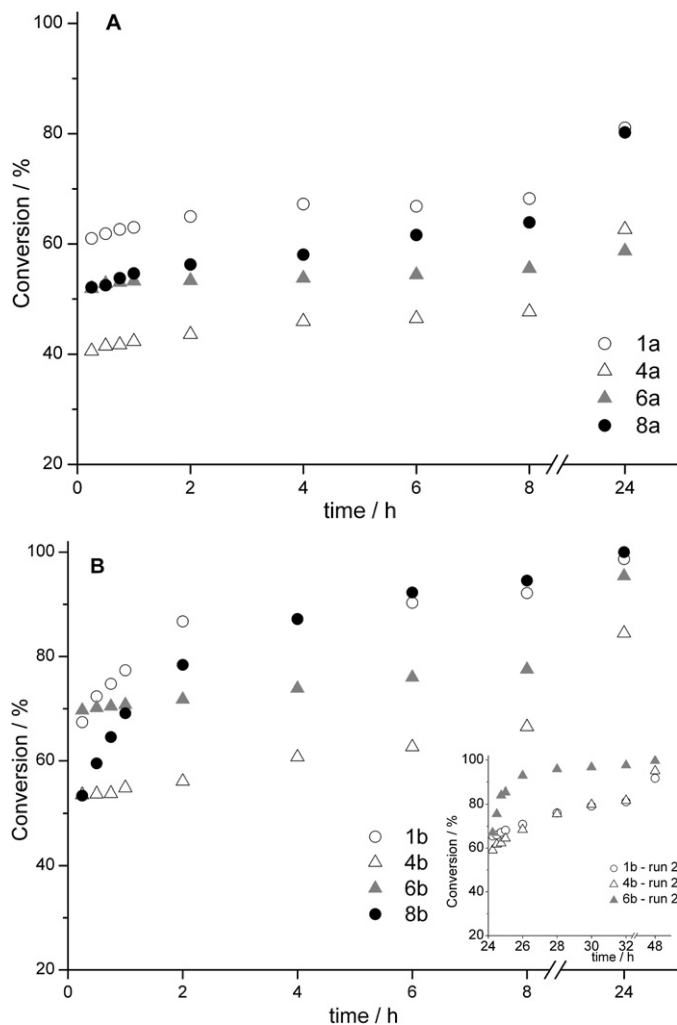 A
100
80
60
40
20
Conversion / %
1a
4a
6a
8a
0 2 4 6 8 24
time / h
B
100
80
60
40
20
Conversion / %
1b
4b
6b
8b
100
80
60
40
20
Conversion / %
1b - run 2
4b - run 2
6b - run 2
24 26 28 30 32 48
time / h
0 2 4 6 8 24
time / h